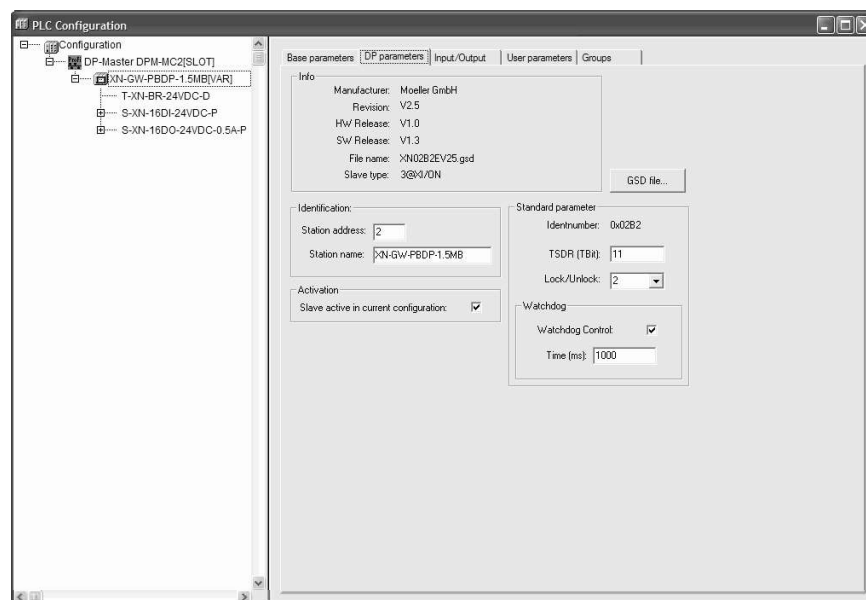 PLC Configuration
Configuration
DP-Master DPM-MC2[SLOT]
XN-GW-PBDP-1.5MB[VAR]
T-XN-BR-24VDC-D
S-XN-16DI-24VDC-P
S-XN-16DO-24VDC-0.5A-P
Base parameters DP parameters Input/Output User parameters Groups
Info
Manufacturer: Moeller GmbH
Revision: V2.5
HW Release: V1.0
SW Release: V1.3
File name: XN02B2EV25.gsd
Slave type: 3@XI/ON
GSD file...
Identification:
Station address: 2
Station name: XN-GW-PBDP-1.5MB
Activation
Slave active in current configuration:
Standard parameter
Identnumber: 0x02B2
TSDR (TBit): 11
Lock/Unlock: 2
Watchdog
Watchdog Control:
Time (ms): 1000